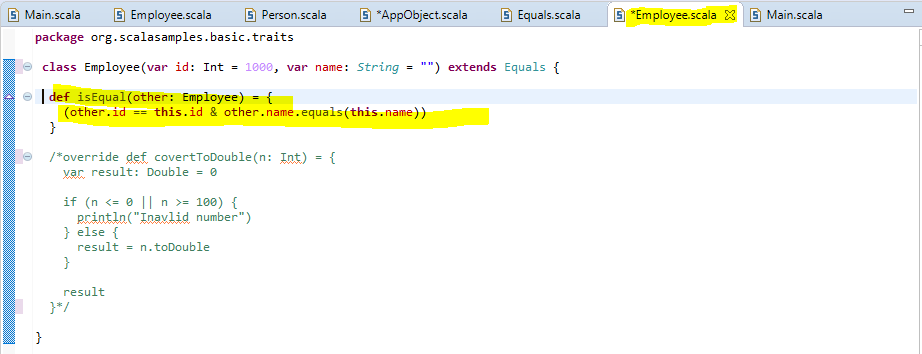 Main.scala Employee.scala Person.scala *AppObject.scala Equals.scala *Employee.scala Main.scala
package org.scalasamples.basic.traits
class Employee(var id: Int = 1000, var name: String = "") extends Equals {
def isEqual(other: Employee) = {
(other.id == this.id & other.name.equals(this.name))
}
/*override def covertToDouble(n: Int) = {
var result: Double = 0
if (n <= 0 || n >= 100) {
println("Inavlid number")
} else {
result = n.toDouble
}
result
}*/
}